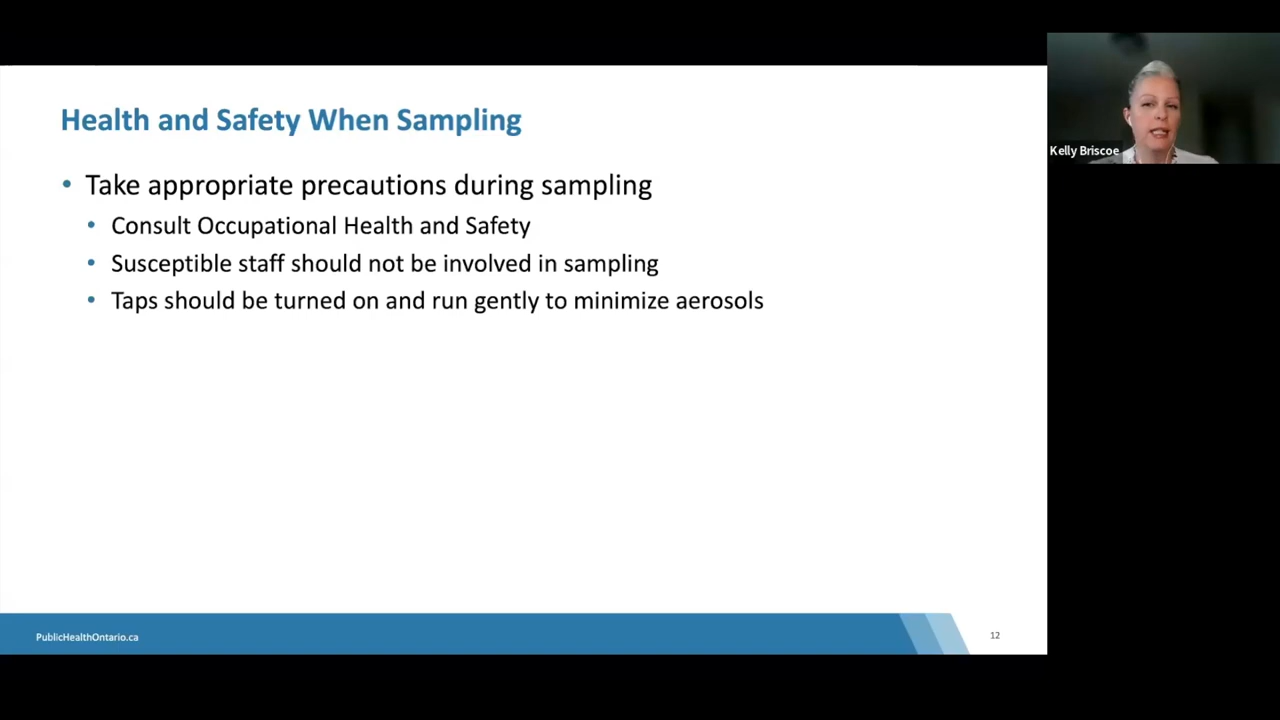 Health and Safety When Sampling
• Take appropriate precautions during sampling
• Consult Occupational Health and Safety
• Susceptible staff should not be involved in sampling
• Taps should be turned on and run gently to minimize aerosols
PublicHealthOntario.ca
12
Kelly Briscoe